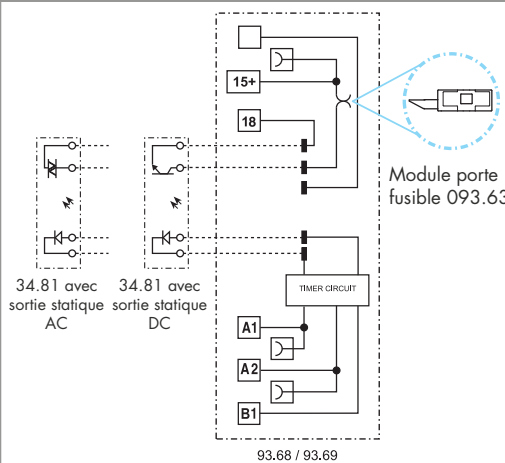 15+
18
Module porte
fusible 093.63
34.81 avec
sortie statique
AC
34.81 avec
sortie statique
DC
TIMER CIRCUIT
A1
A2
B1
93.68 / 93.69